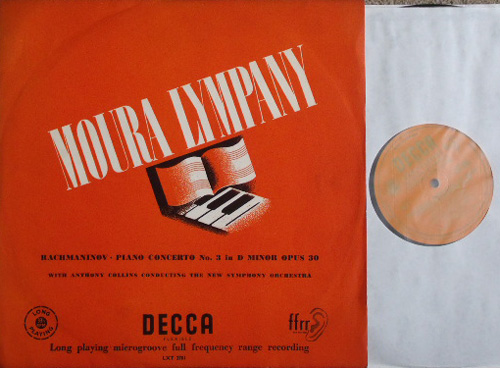 MOURA LYMPANY
RACHMANINOV · PIANO CONCERTO No. 3 in D MINOR OPUS 30
WITH ANTHONY COLLINS CONDUCTING THE NEW SYMPHONY ORCHESTRA
LONG
PLAYING
DECCA
ffrr
Long playing microgroove full frequency range recording
LXT